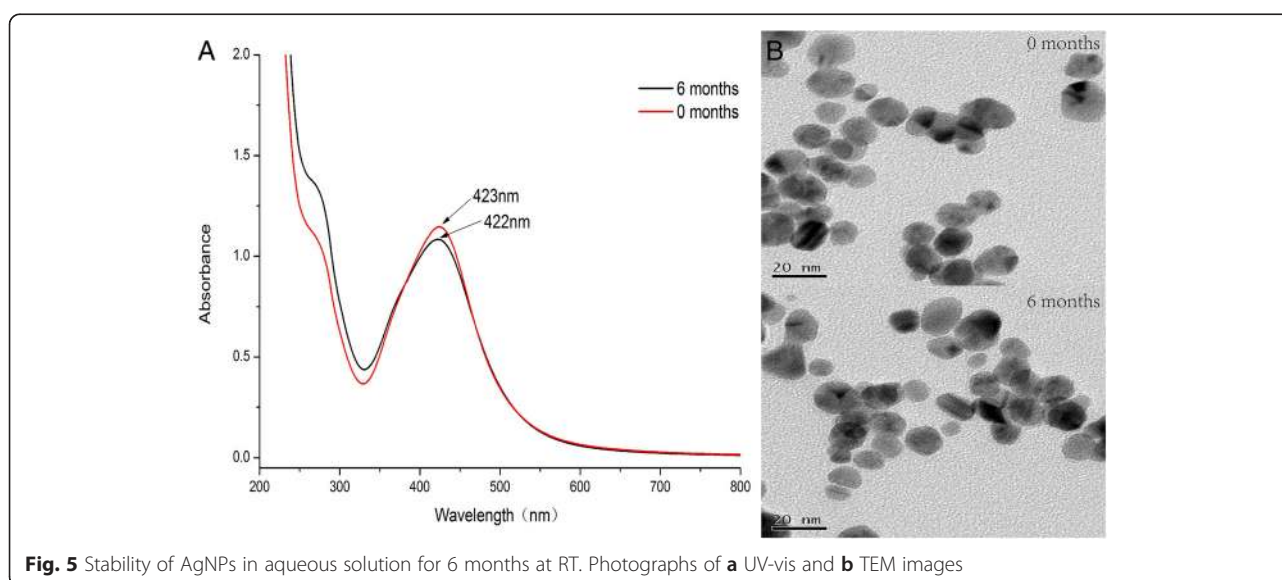 A
2.0
1.5
1.0
0.5
0.0
Absorbance
6 months
0 months
423nm
422nm
200 300 400 500 600 700 800
Wavelength（nm）
B
0 months
20 nm
6 months
20 nm
Fig. 5 Stability of AgNPs in aqueous solution for 6 months at RT. Photographs of a UV-vis and b TEM images